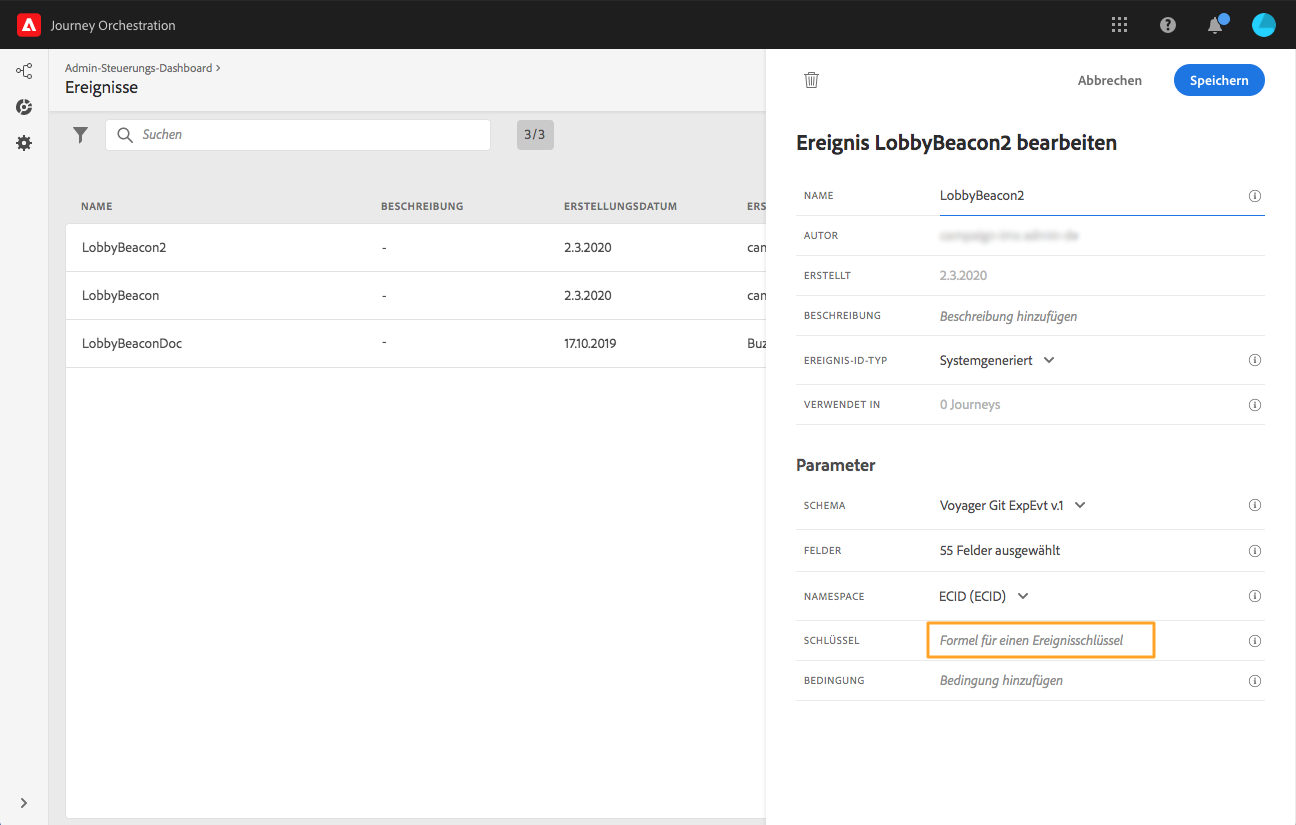 Journey Orchestration
Admin-Steuerungs-Dashboard ›
Ereignisse
Suchen
3/3
NAME BESCHREIBUNG ERSTELLUNGSDATUM ERS
LobbyBeacon2 - 2.3.2020 can
LobbyBeacon - 2.3.2020 can
LobbyBeaconDoc - 17.10.2019 Buz
Abbrechen Speichern
Ereignis LobbyBeacon2 bearbeiten
NAME LobbyBeacon2
AUTOR
ERSTELLT 2.3.2020
BESCHREIBUNG Beschreibung hinzufügen
EREIGNIS-ID-TYP Systemgeneriert
VERWENDET IN 0 Journeys
Parameter
SCHEMA Voyager Git ExpEvt v.1
FELDER 55 Felder ausgewählt
NAMESPACE ECID (ECID)
SCHLÜSSEL Formel für einen Ereignisschlüssel
BEDINGUNG Bedingung hinzufügen